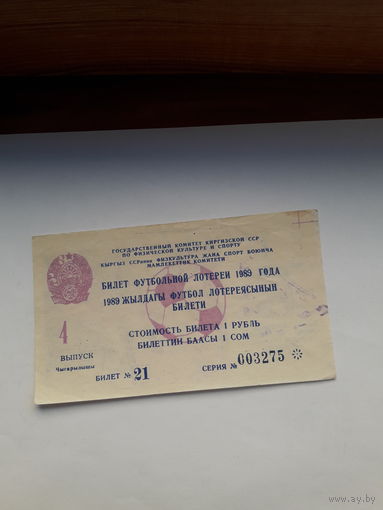 ГОСУДАРСТВЕННЫЙ КОМИТЕТ КИРГИЗСКОЙ ССР
ПО ФИЗИЧЕСКОЙ КУЛЬТУРЕ И СПОРТУ
КЫРГЫЗ ССРинин ФИЗКУЛЬТУРА ЖАНА СПОРТ БОЮНЧА
МАМЛЕКЕТТИК КОМИТЕТИ
БИЛЕТ ФУТБОЛЬНОЙ ЛОТЕРЕИ 1989 ГОДА
1989 ЖЫЛДАГЫ ФУТБОЛ ЛОТЕРЕЯСЫНЫН
БИЛЕТИ
4
СТОИМОСТЬ БИЛЕТА 1 РУБЛЬ
БИЛЕТТИН БААСЫ 1 СОМ
ВЫПУСК
Чыгарылышы
БИЛЕТ № 21
СЕРИЯ № 003275 *
www.ay.by